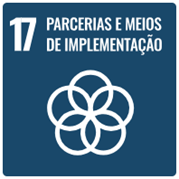 17 PARCERIAS E MEIOS
DE IMPLEMENTAÇÃO